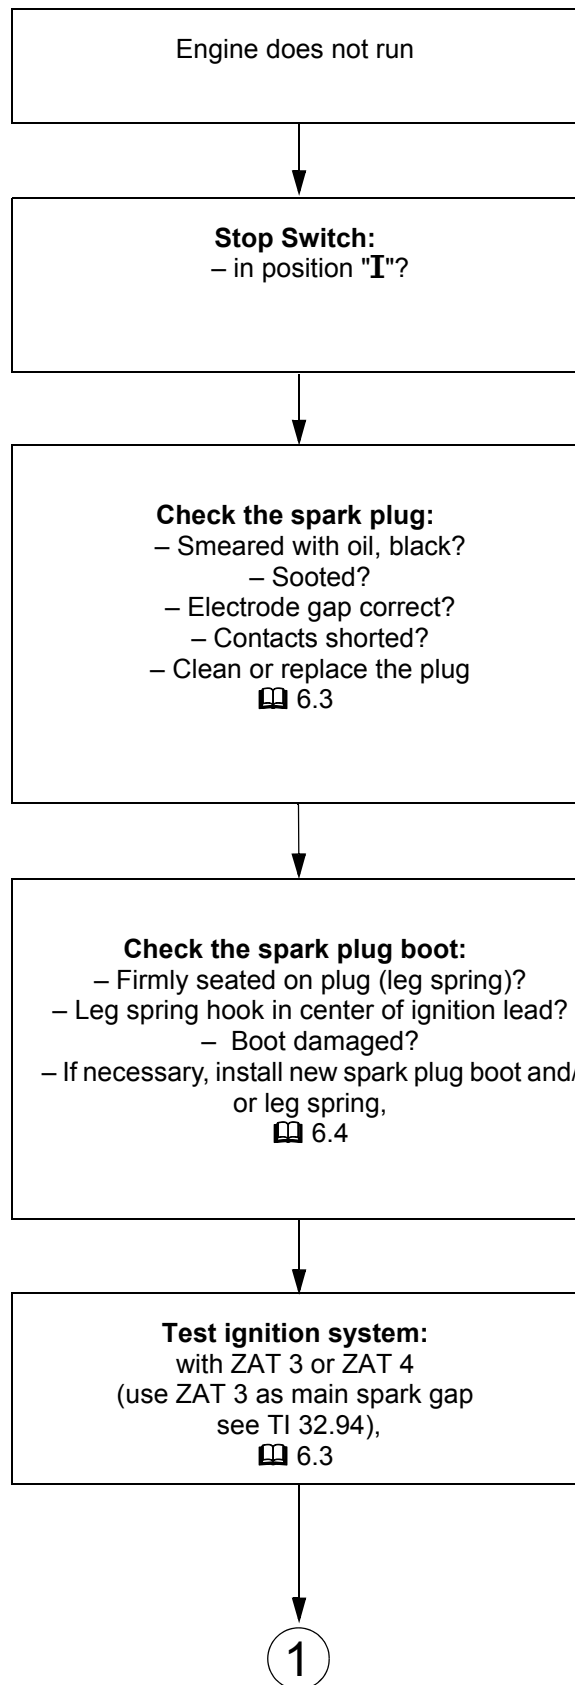 Engine does not run
Stop Switch:
– in position "I"?
Check the spark plug:
– Smeared with oil, black?
– Sooted?
– Electrode gap correct?
– Contacts shorted?
– Clean or replace the plug
6.3
Check the spark plug boot:
– Firmly seated on plug (leg spring)?
– Leg spring hook in center of ignition lead?
– Boot damaged?
– If necessary, install new spark plug boot and/
or leg spring,
6.4
Test ignition system:
with ZAT 3 or ZAT 4
(use ZAT 3 as main spark gap
see TI 32.94),
6.3
1